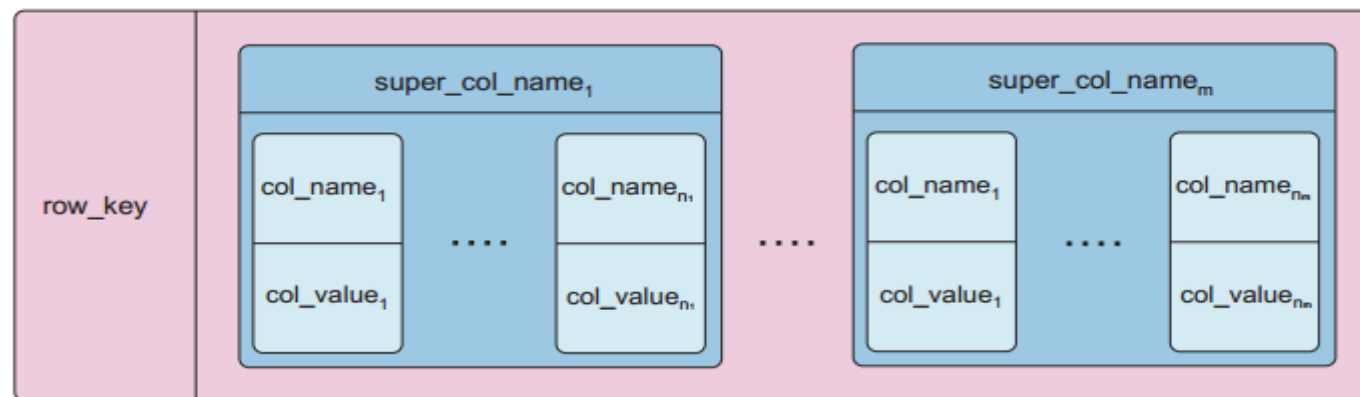 super_col_name₁ super_col_nameₘ
col_name₁ col_nameₙ₁ col_name₁ col_nameₙₘ
row_key
.... .... ....
col_value₁ col_valueₙ₁ col_value₁ col_valueₙₘ